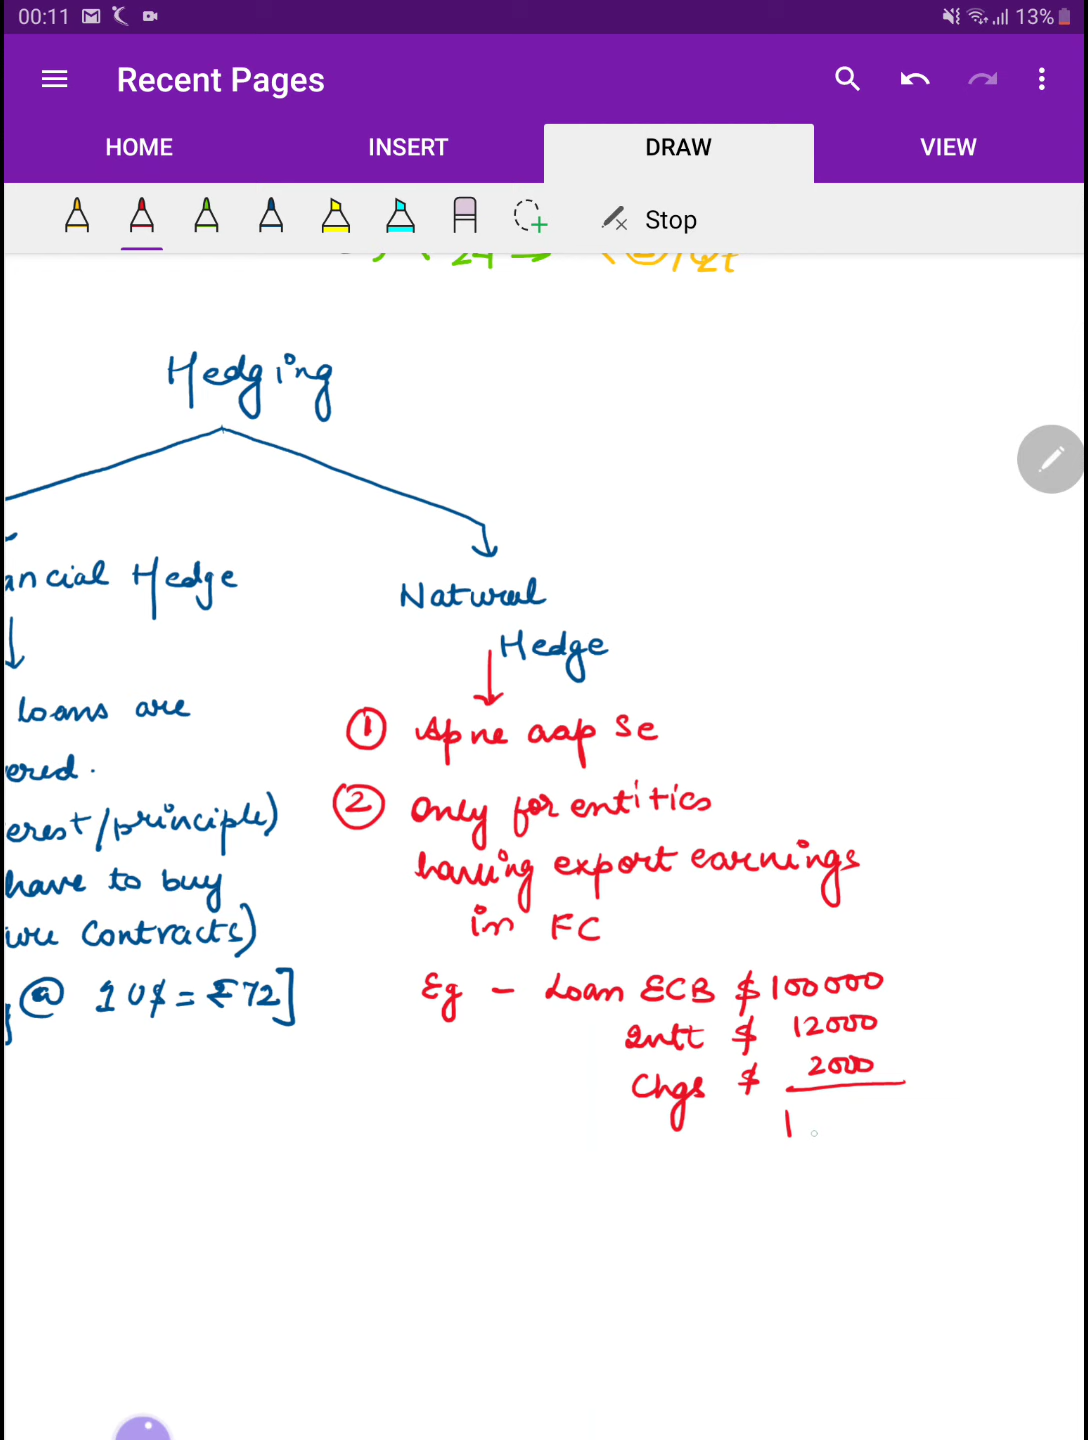 00:11
13%
Recent Pages
HOME INSERT DRAW VIEW
Stop
Hedging
ancial Hedge
Natural
Hedge
loans are
ered.
erest/principle)
have to buy
contracts)
@ = ₹72]
① Apne aap se
② Only for entitics
having export earnings
in FC
Eg - Loan ECB $100000
Intt $ 12000
Chgs $ 2000
1